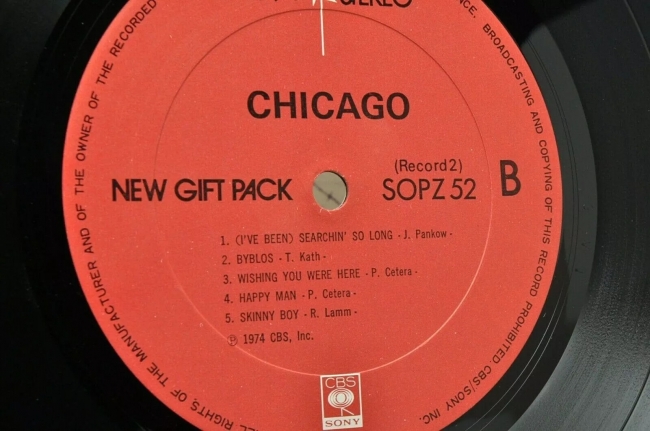 STEREO
CHICAGO
(Record2)
NEW GIFT PACK SOPZ 52 B
1. (I'VE BEEN) SEARCHIN' SO LONG - J. Pankow -
2. BYBLOS - T. Kath -
3. WISHING YOU WERE HERE - P. Cetera -
4. HAPPY MAN - P. Cetera -
5. SKINNY BOY - R. Lamm -
Ⓟ 1974 CBS, Inc.
CBS
SONY
RIGHTS OF THE MANUFACTURER AND OF THE OWNER OF THE RECORDED
BROADCASTING AND COPYING OF THIS RECORD PROHIBITED. CBS/SONY INC.